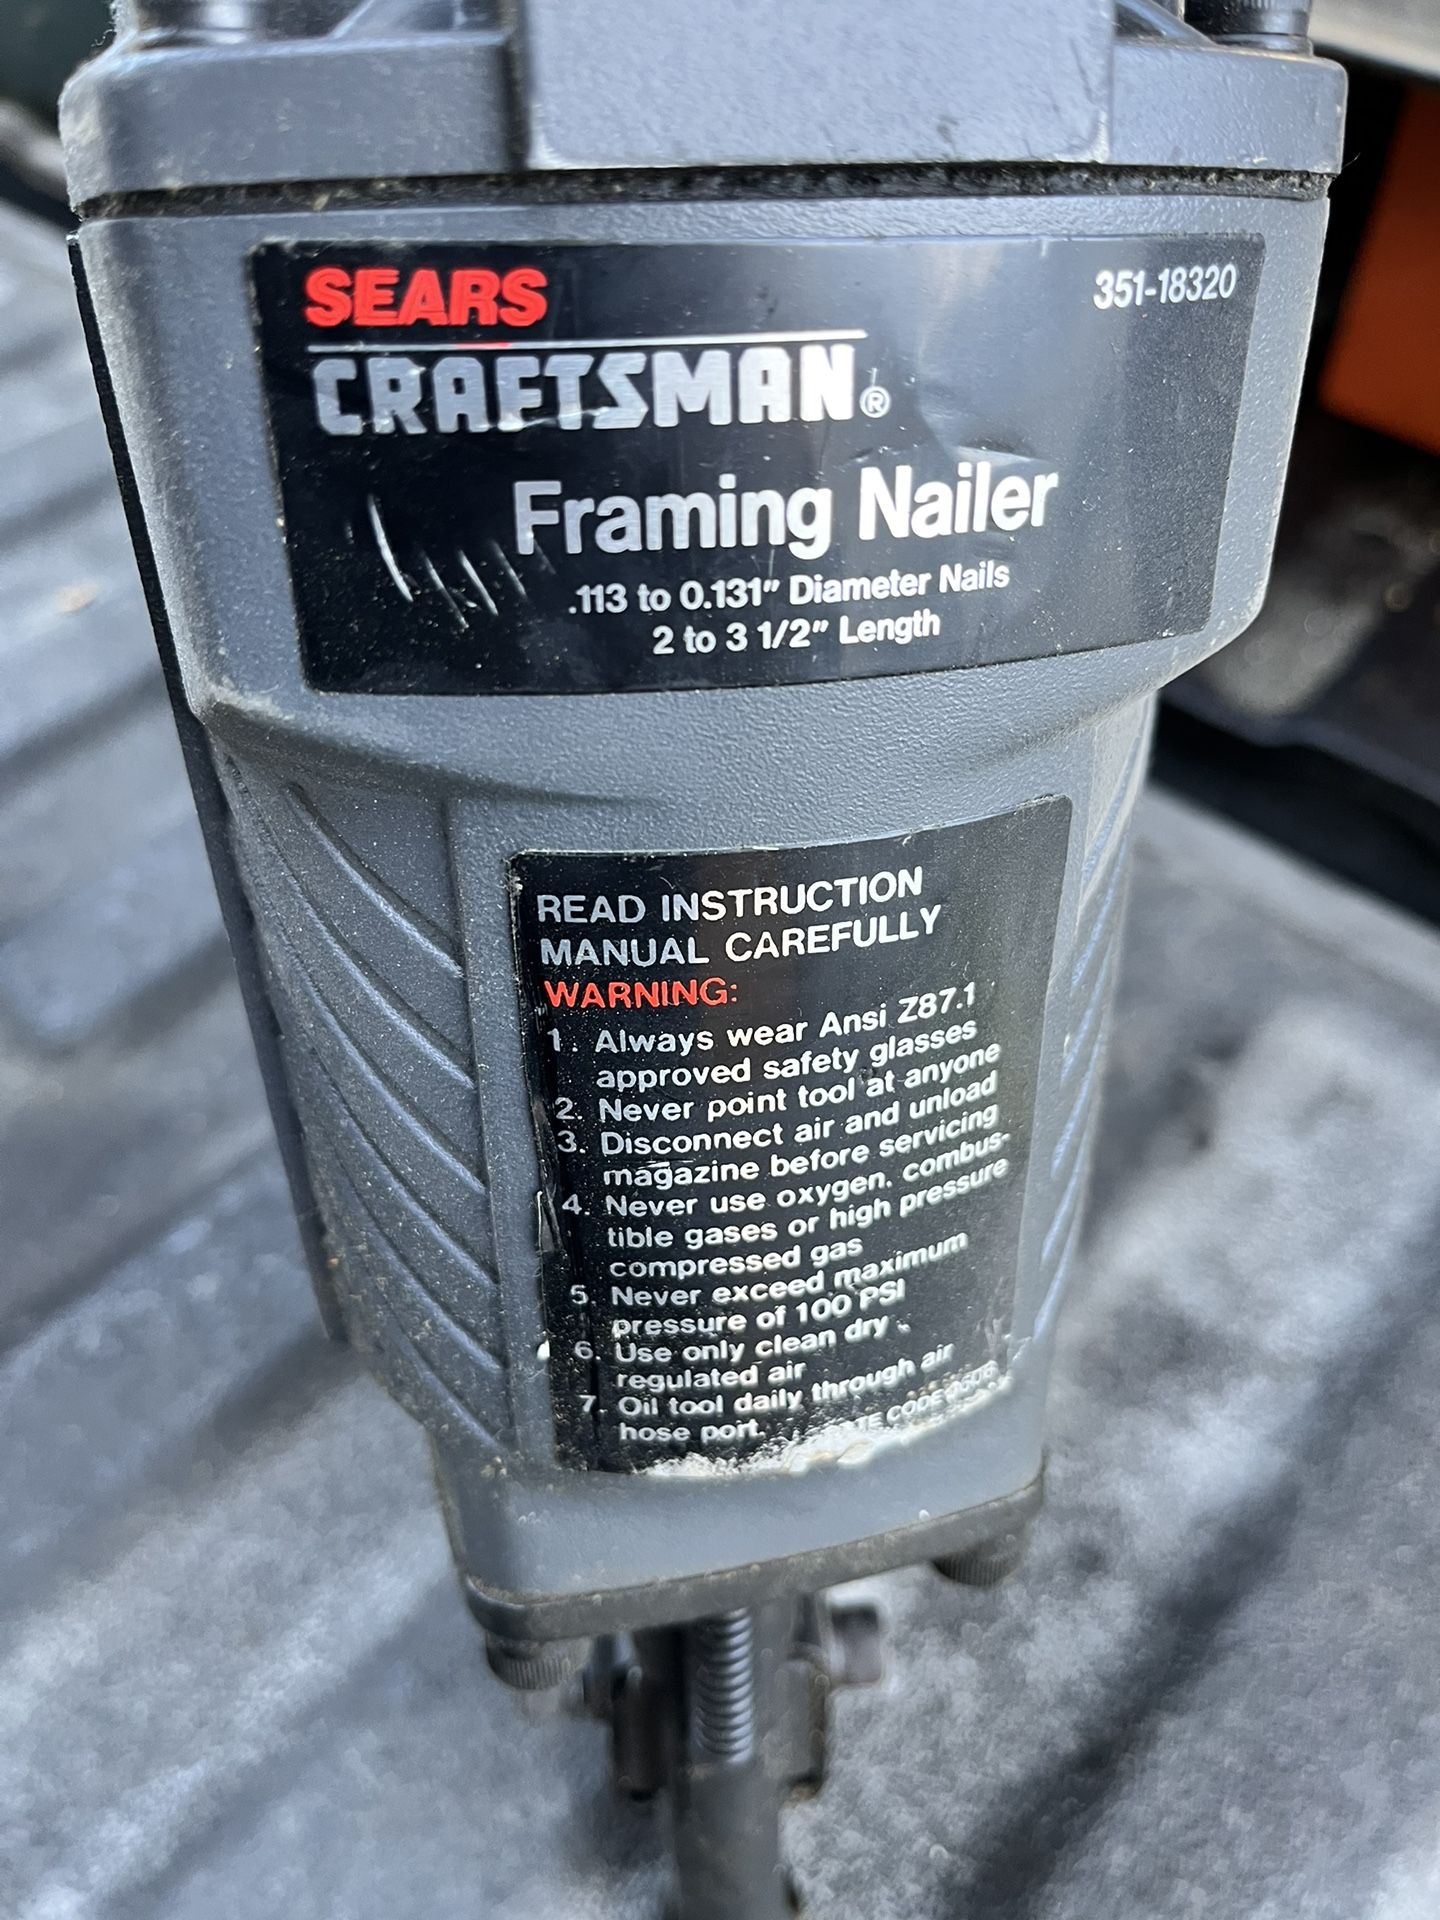 SEARS
351-18320
CRAFTSMAN®
Framing Nailer
.113 to 0.131" Diameter Nails
2 to 3 1/2" Length
READ INSTRUCTION
MANUAL CAREFULLY
WARNING:
1. Always wear Ansi Z87.1
approved safety glasses
2. Never point tool at anyone
3. Disconnect air and unload
magazine before servicing
4. Never use oxygen, combus-
tible gases or high pressure
compressed gas
5. Never exceed maximum
pressure of 100 PSI
6. Use only clean dry
regulated air
7. Oil tool daily through air
hose port.
CODE